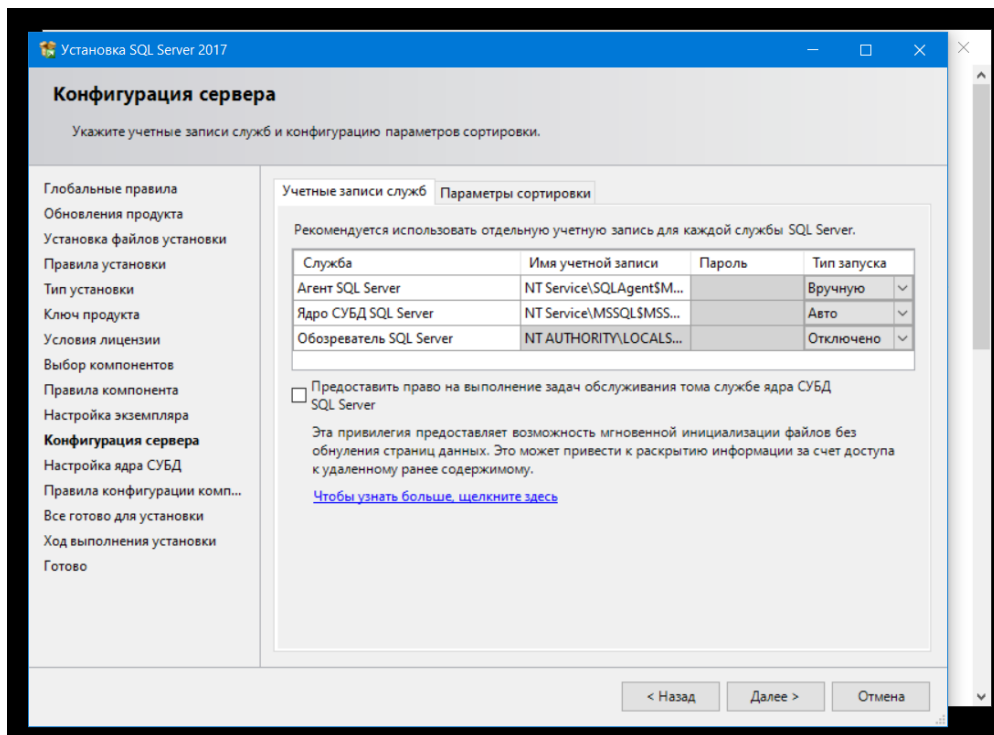 Установка SQL Server 2017
Конфигурация сервера
Укажите учетные записи служб и конфигурацию параметров сортировки.
Глобальные правила
Обновления продукта
Установка файлов установки
Правила установки
Тип установки
Ключ продукта
Условия лицензии
Выбор компонентов
Правила компонента
Настройка экземпляра
Конфигурация сервера
Настройка ядра СУБД
Правила конфигурации комп...
Все готово для установки
Ход выполнения установки
Готово
Учетные записи служб Параметры сортировки
Рекомендуется использовать отдельную учетную запись для каждой службы SQL Server.
Служба Имя учетной записи Пароль Тип запуска
Агент SQL Server NT Service\SQLAgent$M... Вручную
Ядро СУБД SQL Server NT Service\MSSQL$MSS... Авто
Обозреватель SQL Server NT AUTHORITY\LOCALS... Отключено
Предоставить право на выполнение задач обслуживания тома службе ядра СУБД
SQL Server
Эта привилегия предоставляет возможность мгновенной инициализации файлов без
обнуления страниц данных. Это может привести к раскрытию информации за счет доступа
к удаленному ранее содержимому.
Чтобы узнать больше, щелкните здесь
< Назад Далее > Отмена